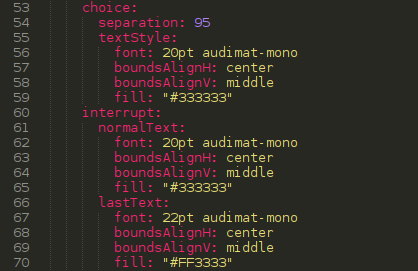 53 choice:
54 separation: 95
55 textStyle:
56 font: 20pt audimat-mono
57 boundsAlignH: center
58 boundsAlignV: middle
59 fill: "#333333"
60 interrupt:
61 normalText:
62 font: 20pt audimat-mono
63 boundsAlignH: center
64 boundsAlignV: middle
65 fill: "#333333"
66 lastText:
67 font: 22pt audimat-mono
68 boundsAlignH: center
69 boundsAlignV: middle
70 fill: "#FF3333"